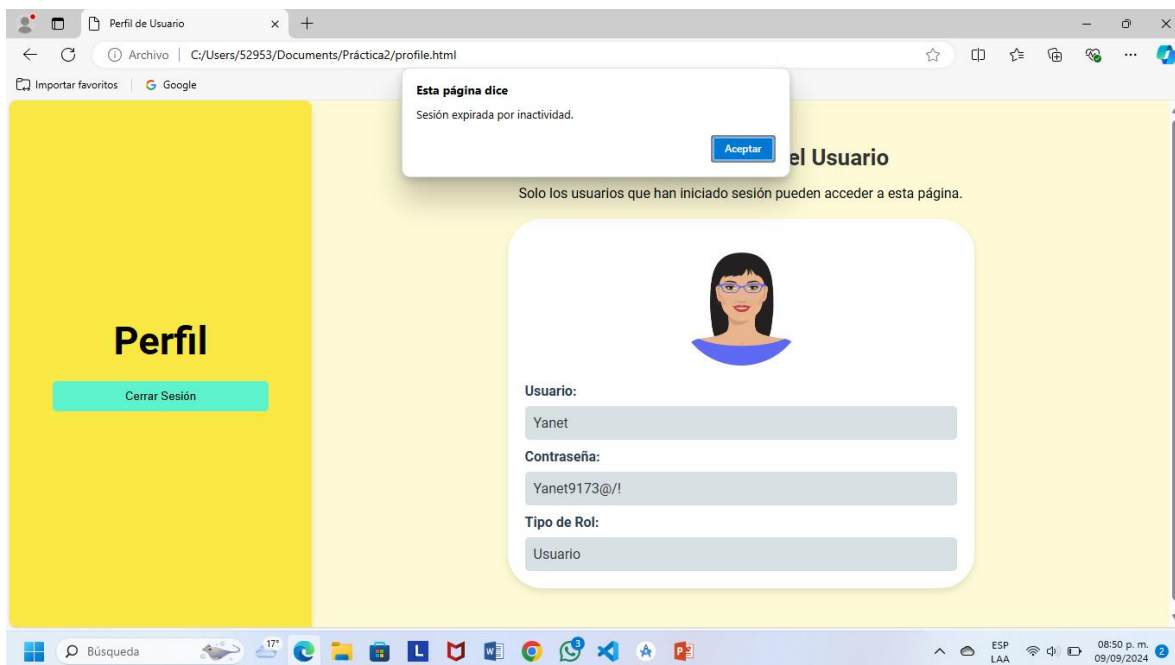 Perfil de Usuario
Archivo | C:/Users/52953/Documents/Práctica2/profile.html
Importar favoritos
Google
Esta página dice
Sesión expirada por inactividad.
Aceptar
el Usuario
Solo los usuarios que han iniciado sesión pueden acceder a esta página.
Perfil
Cerrar Sesión
Usuario:
Yanet
Contraseña:
Yanet9173@/!
Tipo de Rol:
Usuario
Búsqueda
17°
L
W
3
P
ESP
LAA
08:50 p. m.
09/09/2024
2